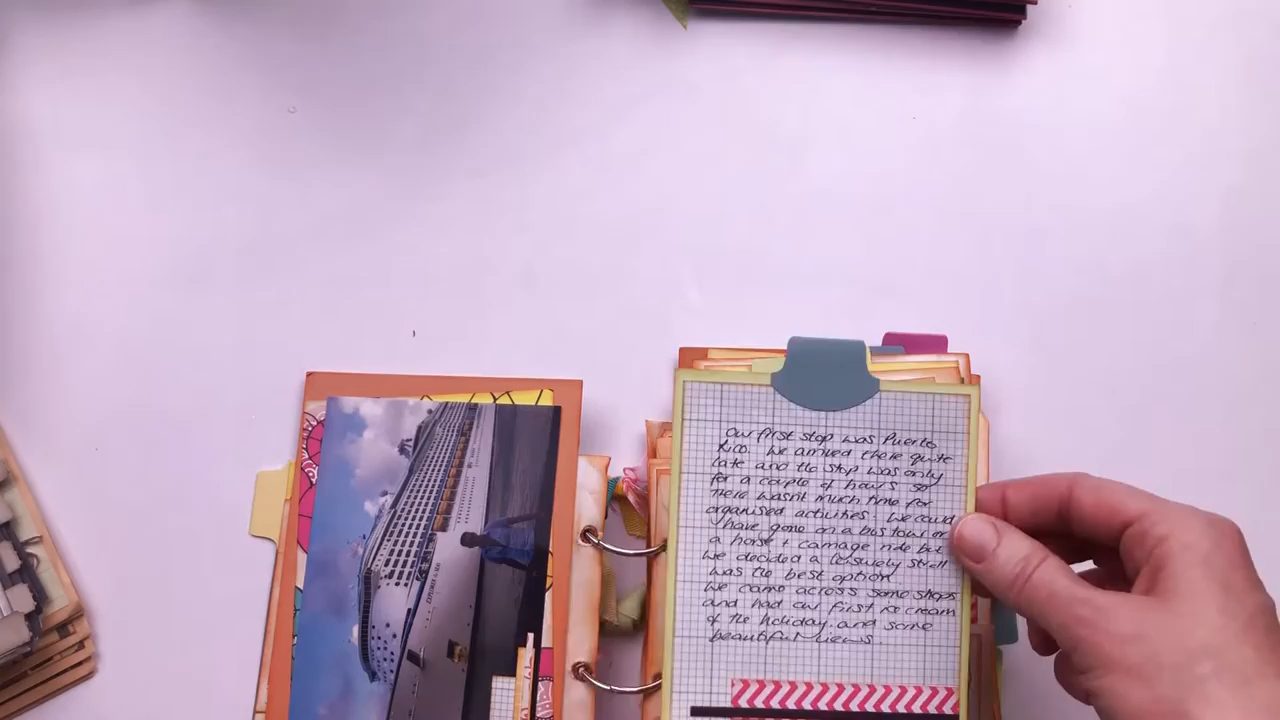 Our first stop was Puerto
Rico. We arrived there quite
late and the stop was only
for a couple of hours so
there wasn't much time for
organised activities. We could
have gone on a bus tour or
a horse + carriage ride but
we decided a leisurely stroll
was the best option.
We came across some shops
and had our first ice cream
of the holiday. and some
beautiful views